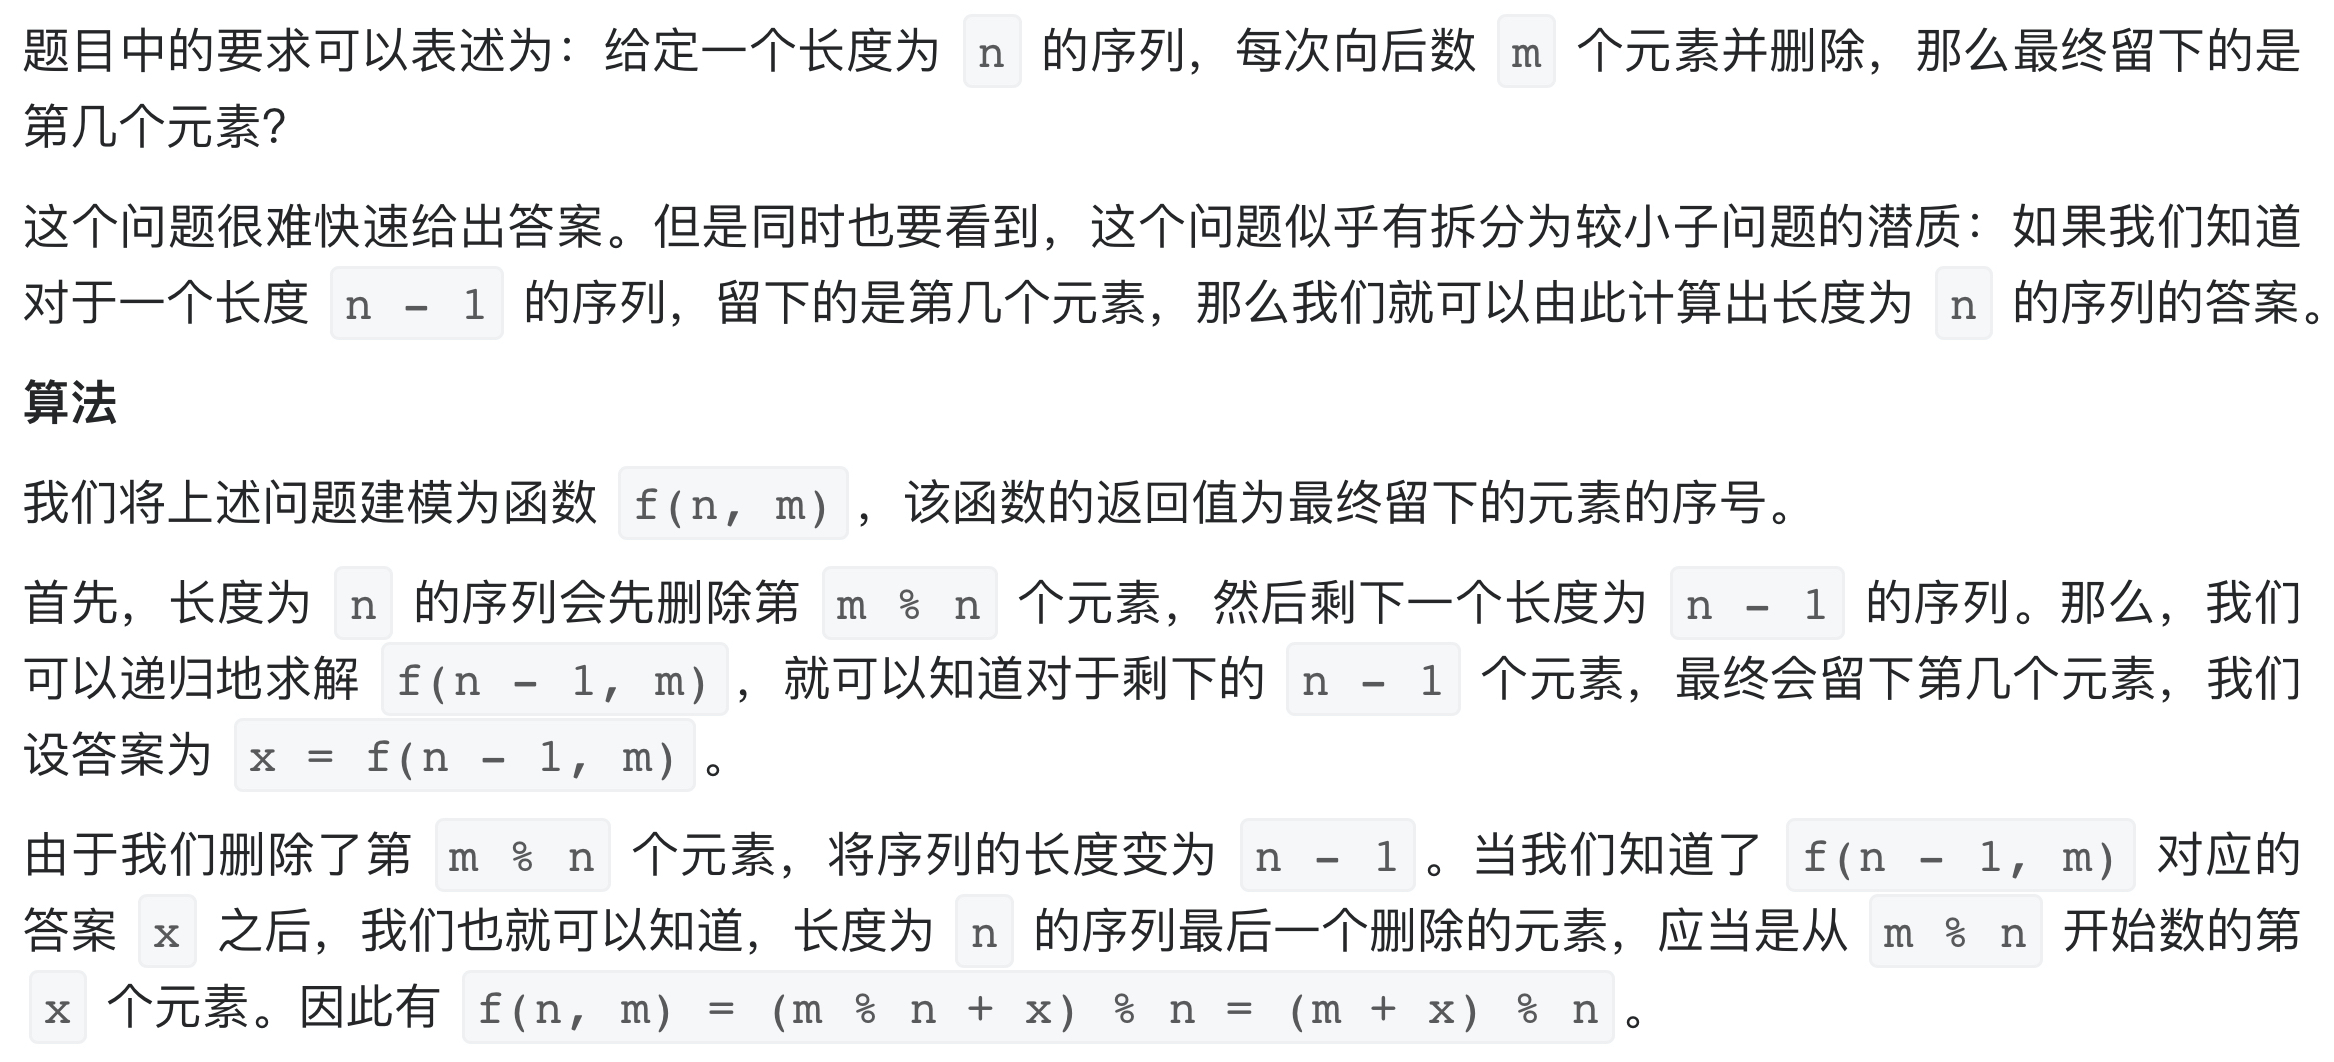 题目中的要求可以表述为：给定一个长度为 n 的序列，每次向后数 m 个元素并删除，那么最终留下的是
第几个元素？
这个问题很难快速给出答案。但是同时也要看到，这个问题似乎有拆分为较小子问题的潜质：如果我们知道
对于一个长度 n - 1 的序列，留下的是第几个元素，那么我们就可以由此计算出长度为 n 的序列的答案。
算法
我们将上述问题建模为函数 f(n, m)，该函数的返回值为最终留下的元素的序号。
首先，长度为 n 的序列会先删除第 m % n 个元素，然后剩下一个长度为 n - 1 的序列。那么，我们
可以递归地求解 f(n - 1, m)，就可以知道对于剩下的 n - 1 个元素，最终会留下第几个元素，我们
设答案为 x = f(n - 1, m)。
由于我们删除了第 m % n 个元素，将序列的长度变为 n - 1。当我们知道了 f(n - 1, m) 对应的
答案 x 之后，我们也就可以知道，长度为 n 的序列最后一个删除的元素，应当是从 m % n 开始数的第
x 个元素。因此有 f(n, m) = (m % n + x) % n = (m + x) % n。